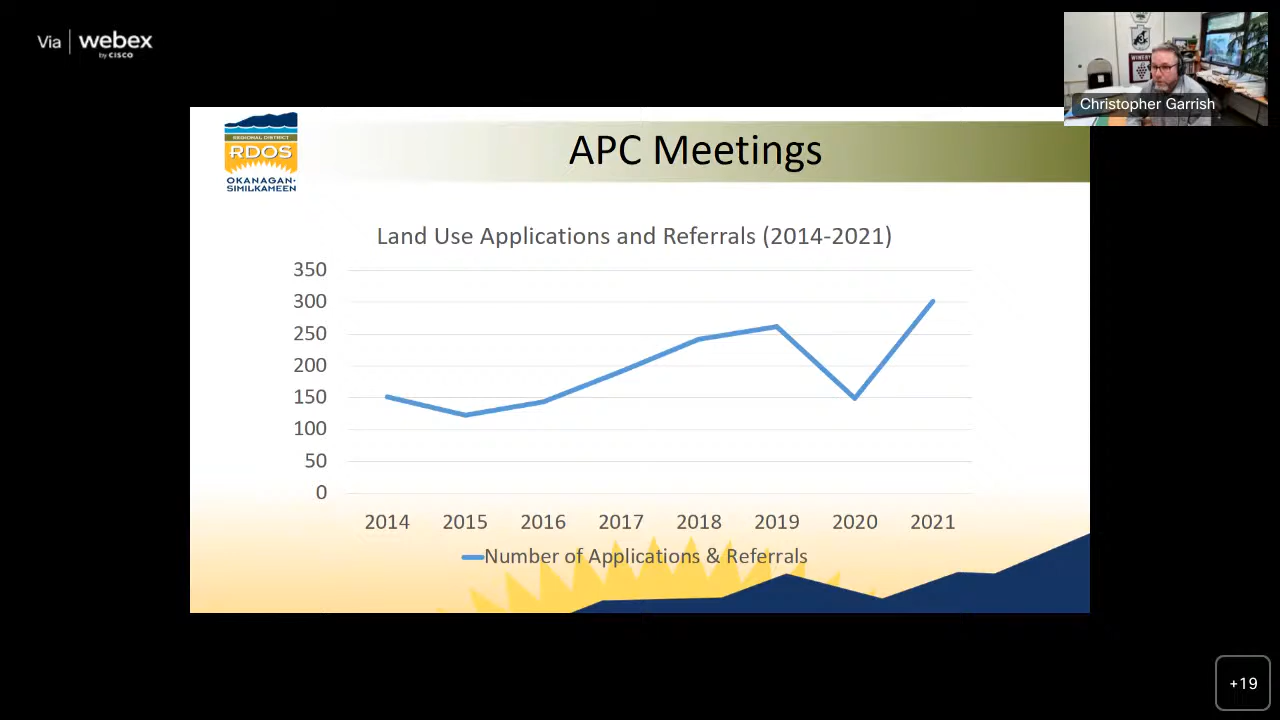 Via | webex
by CISCO
WINERY
Christopher Garrish
REGIONAL DISTRICT
RDOS
OKANAGAN·
SIMILKAMEEN
APC Meetings
Land Use Applications and Referrals (2014-2021)
350
300
250
200
150
100
50
0
2014 2015 2016 2017 2018 2019 2020 2021
Number of Applications & Referrals
+19